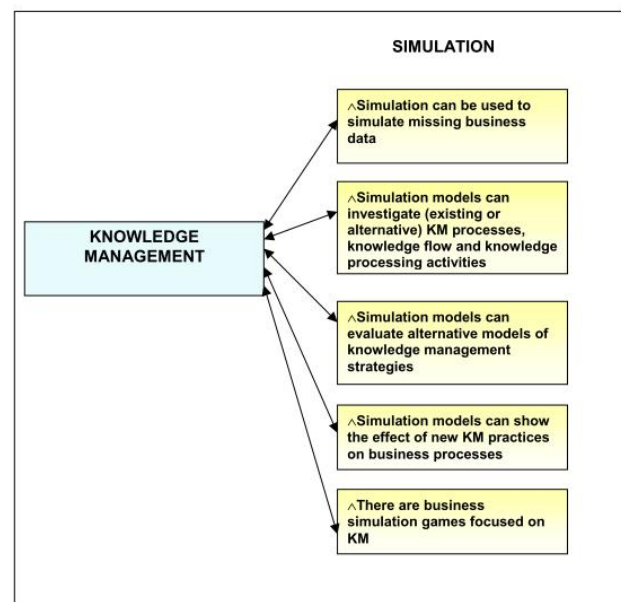 SIMULATION
∧Simulation can be used to
simulate missing business
data
∧Simulation models can
investigate (existing or
alternative) KM processes,
knowledge flow and knowledge
processing activities
KNOWLEDGE
MANAGEMENT
∧Simulation models can
evaluate alternative models of
knowledge management
strategies
∧Simulation models can show
the effect of new KM practices
on business processes
∧There are business
simulation games focused on
KM